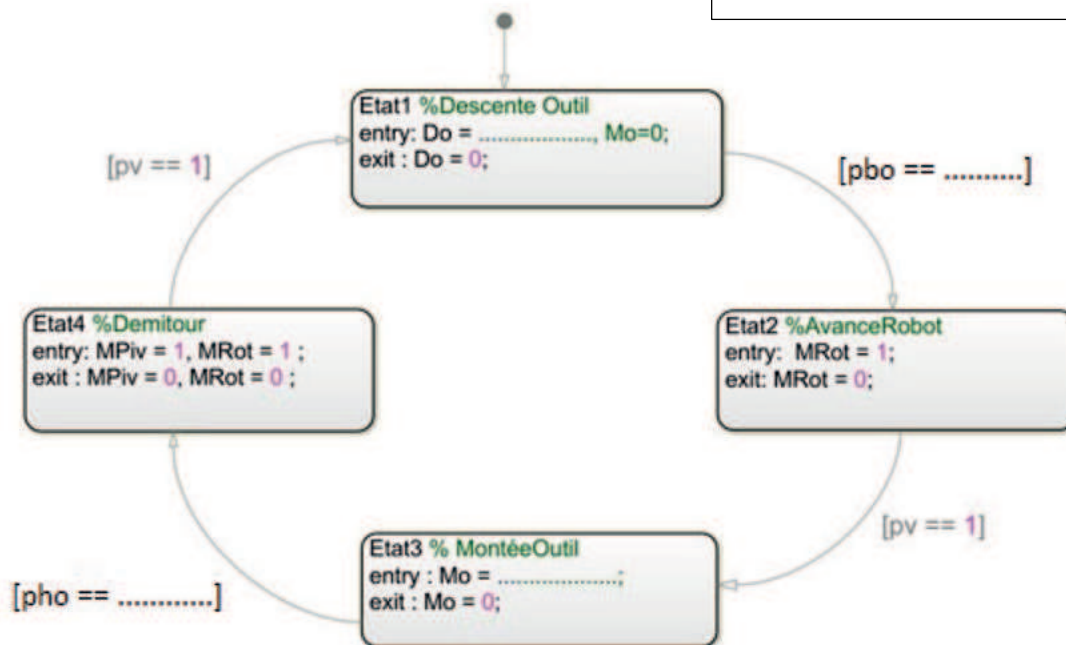 Etat1 %Descente Outil
entry: Do = ..................., Mo=0;
exit : Do = 0;
[pv == 1]
[pbo == ..........]
Etat4 %Demitour
entry: MPiv = 1, MRot = 1 ;
exit : MPiv = 0, MRot = 0 ;
Etat2 %AvanceRobot
entry: MRot = 1;
exit: MRot = 0;
[pv == 1]
Etat3 % MontéeOutil
entry : Mo = ...................;
exit : Mo = 0;
[pho == ............]